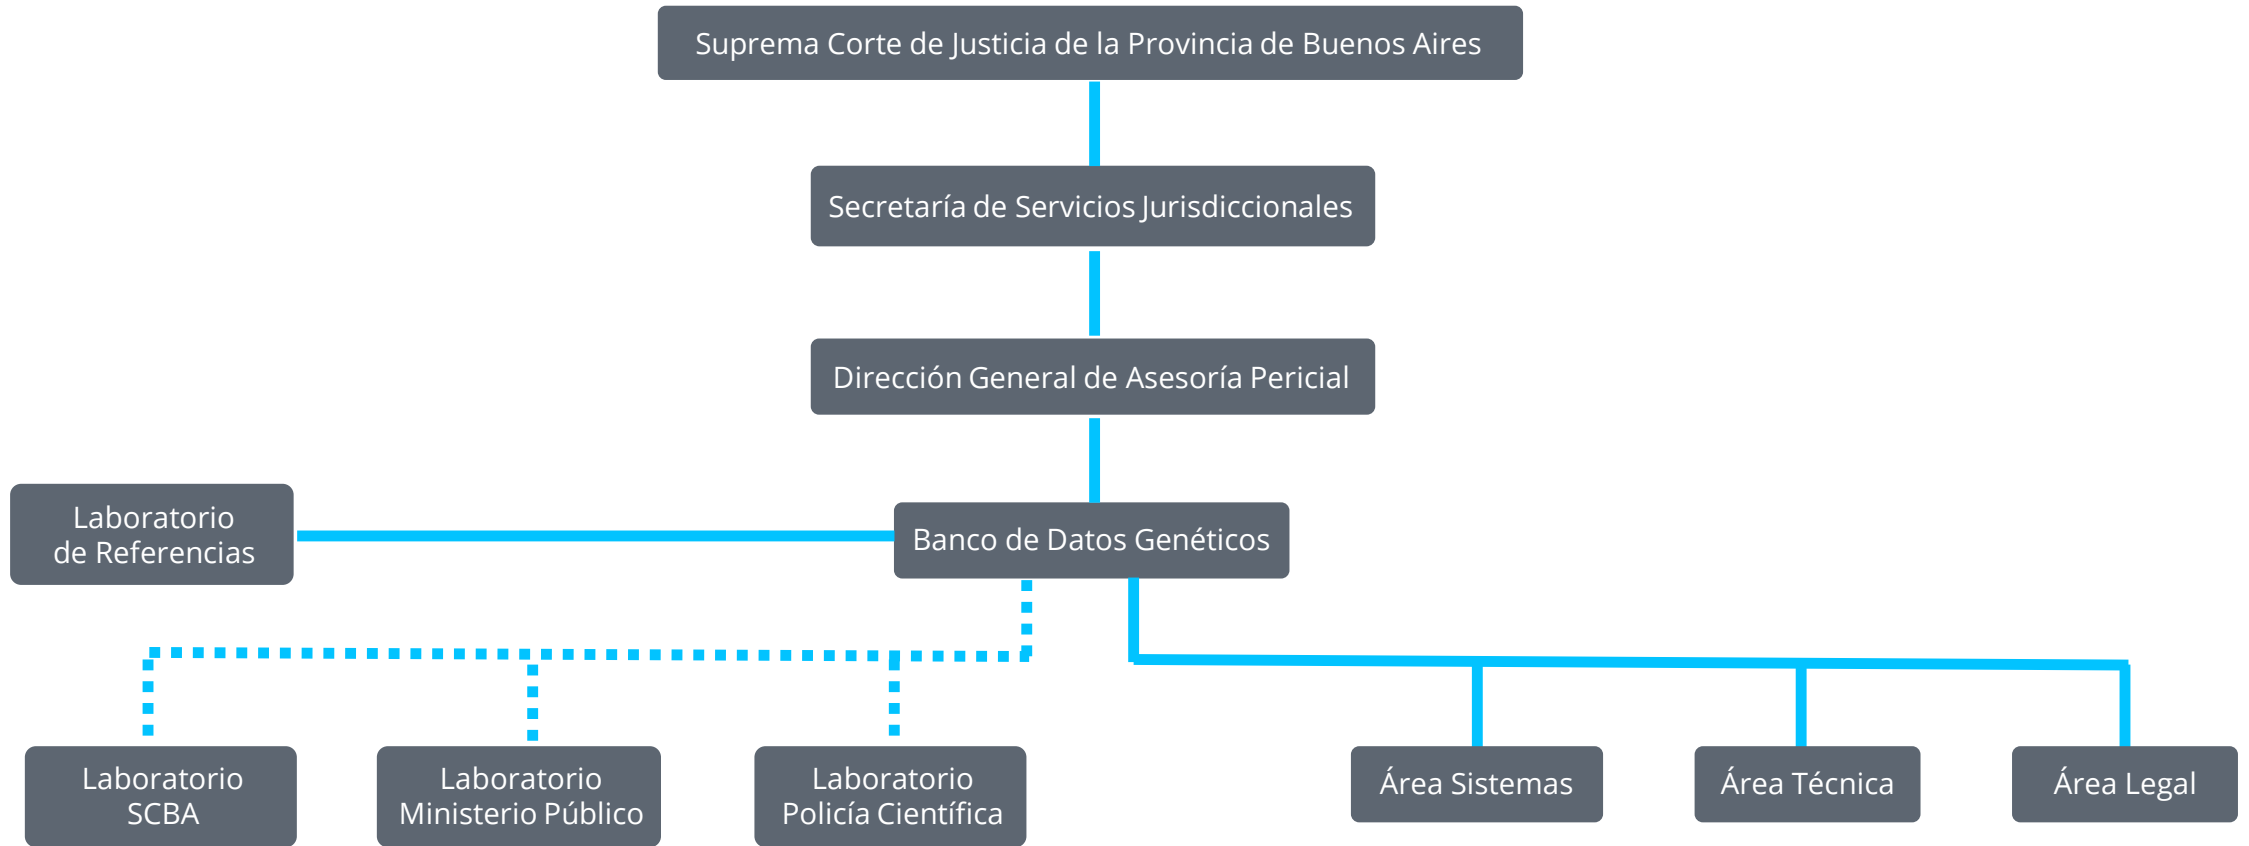 Suprema Corte de Justicia de la Provincia de Buenos Aires
Secretaría de Servicios Jurisdiccionales
Dirección General de Asesoría Pericial
Laboratorio
de Referencias
Banco de Datos Genéticos
Laboratorio
SCBA
Laboratorio
Ministerio Público
Laboratorio
Policía Científica
Área Sistemas
Área Técnica
Área Legal